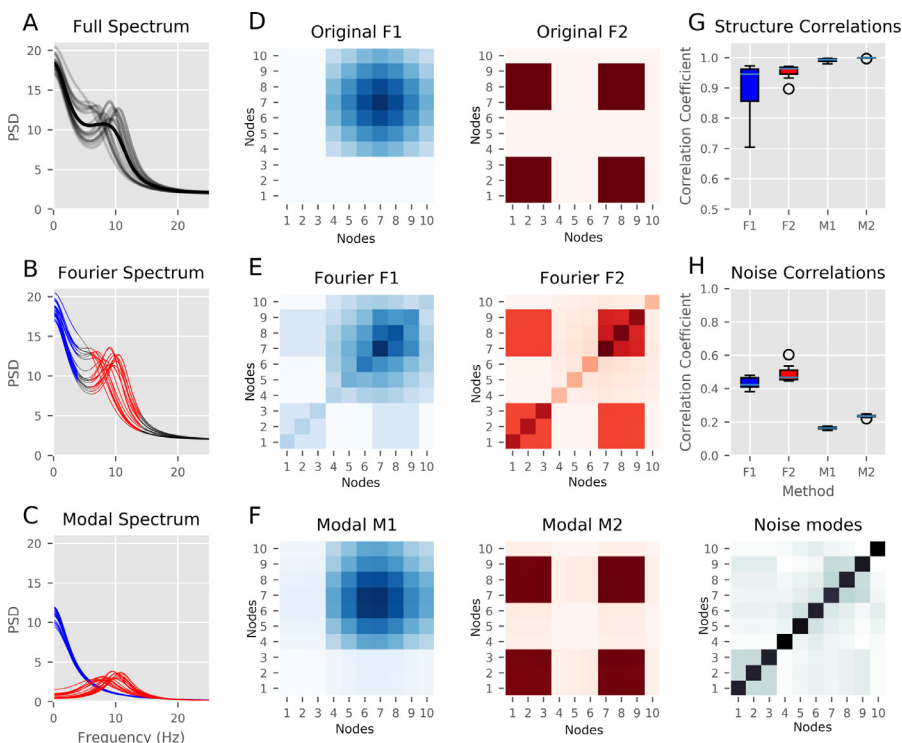 A
Full Spectrum
20
15
10
5
0
PSD
0 10 20
B
Fourier Spectrum
20
15
10
5
0
PSD
0 10 20
C
Modal Spectrum
20
15
10
5
0
PSD
0 10 20
Frequency (Hz)
D
Original F1
10
9
8
7
6
5
4
3
2
1
Nodes
1 2 3 4 5 6 7 8 9 10
Nodes
Original F2
10
9
8
7
6
5
4
3
2
1
Nodes
1 2 3 4 5 6 7 8 9 10
Nodes
E
Fourier F1
10
9
8
7
6
5
4
3
2
1
Nodes
1 2 3 4 5 6 7 8 9 10
Nodes
Fourier F2
10
9
8
7
6
5
4
3
2
1
Nodes
1 2 3 4 5 6 7 8 9 10
Nodes
F
Modal M1
10
9
8
7
6
5
4
3
2
1
Nodes
1 2 3 4 5 6 7 8 9 10
Nodes
Modal M2
10
9
8
7
6
5
4
3
2
1
Nodes
1 2 3 4 5 6 7 8 9 10
Nodes
G
Structure Correlations
1.0
0.9
0.8
0.7
0.6
0.5
Correlation Coefficient
F1 F2 M1 M2
H
Noise Correlations
1.0
0.8
0.6
0.4
0.2
0.0
Correlation Coefficient
F1 F2 M1 M2
Method
Noise modes
10
9
8
7
6
5
4
3
2
1
Nodes
1 2 3 4 5 6 7 8 9 10
Nodes